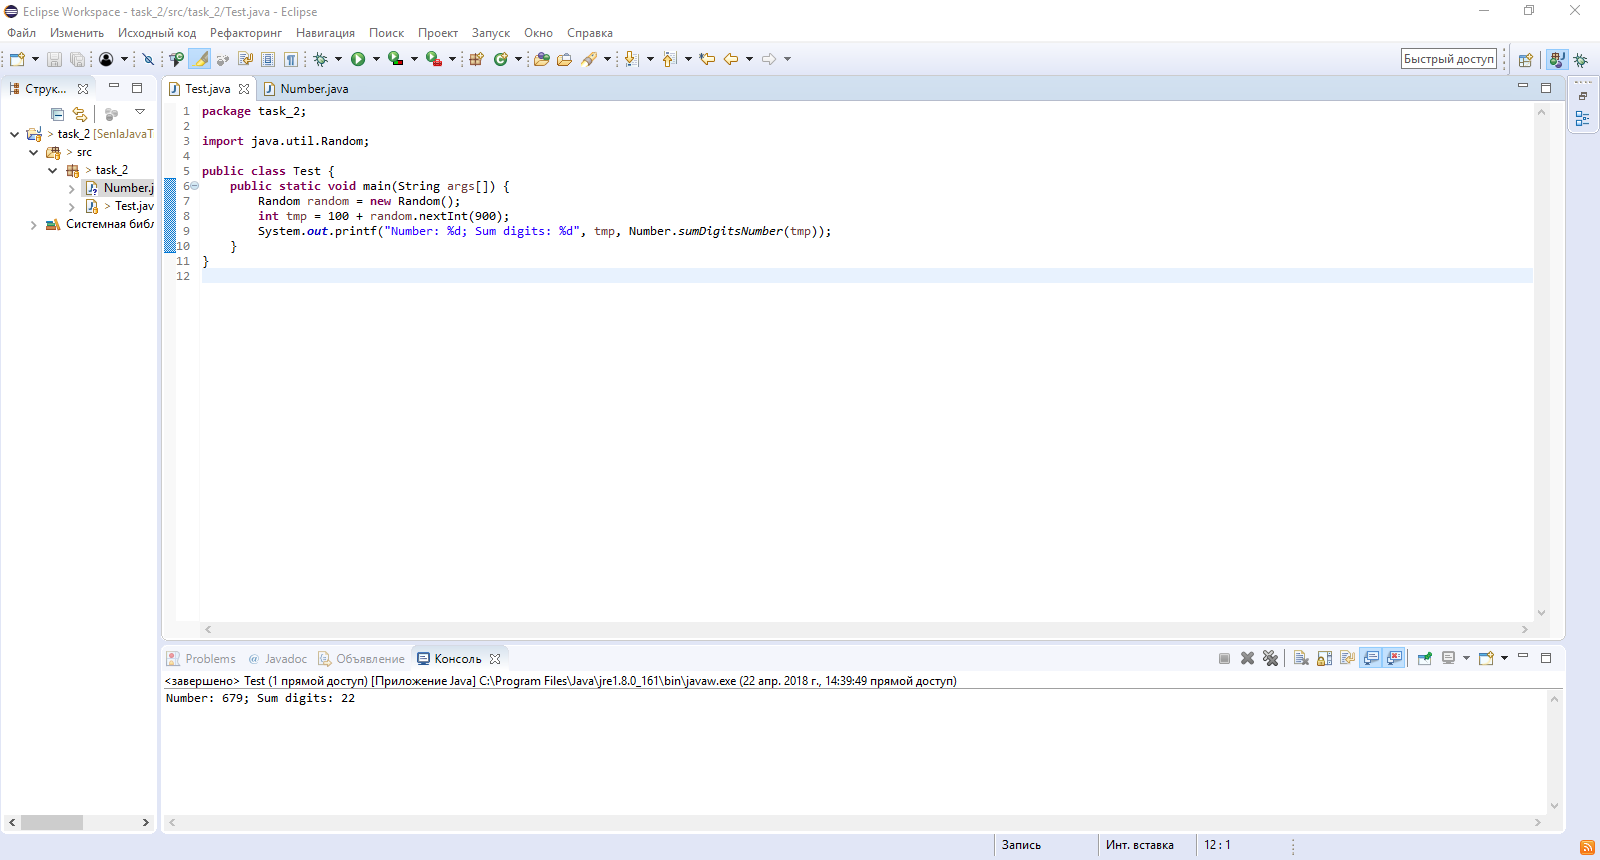 Eclipse Workspace - task_2/src/task_2/Test.java - Eclipse
Файл Изменить Исходный код Рефакторинг Навигация Поиск Проект Запуск Окно Справка
Быстрый доступ
Струк...
Test.java
Number.java
> task_2 [SenlaJavaT
> src
> task_2
Number.j
> Test.jav
Системная библ
1 package task_2;
2
3 import java.util.Random;
4
5 public class Test {
6 public static void main(String args[]) {
7 Random random = new Random();
8 int tmp = 100 + random.nextInt(900);
9 System.out.printf("Number: %d; Sum digits: %d", tmp, Number.sumDigitsNumber(tmp));
10 }
11 }
12
Problems @ Javadoc Объявление Консоль
<завершено> Test (1 прямой доступ) [Приложение Java] C:\Program Files\Java\jre1.8.0_161\bin\javaw.exe (22 апр. 2018 г., 14:39:49 прямой доступ)
Number: 679; Sum digits: 22
Запись Инт. вставка 12 : 1